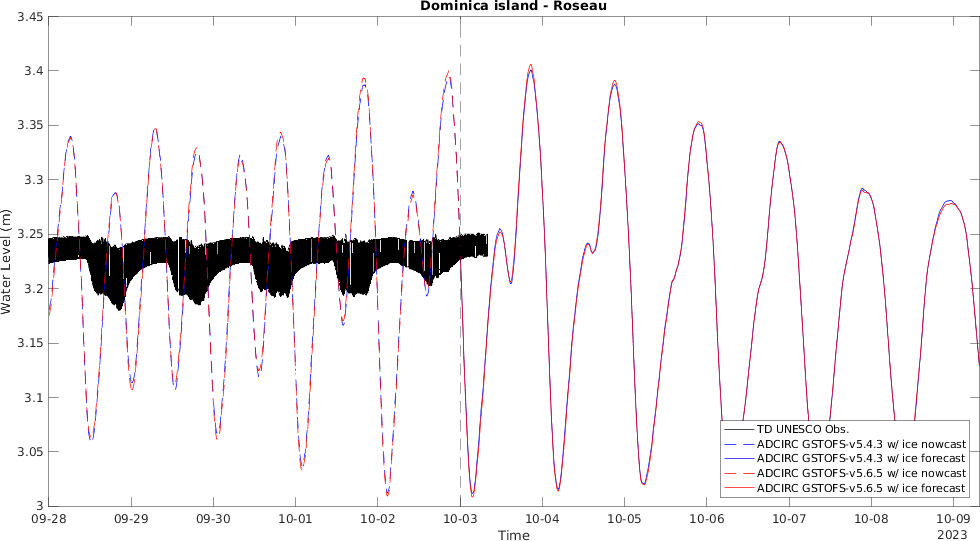 Dominica island - Roseau
3.45
3.4
3.35
3.3
3.25
3.2
3.15
3.1
3.05
3
Water Level (m)
09-28 09-29 09-30 10-01 10-02 10-03 10-04 10-05 10-06 10-07 10-08 10-09
2023
Time
TD UNESCO Obs.
ADCIRC GSTOFS-v5.4.3 w/ ice nowcast
ADCIRC GSTOFS-v5.4.3 w/ ice forecast
ADCIRC GSTOFS-v5.6.5 w/ ice nowcast
ADCIRC GSTOFS-v5.6.5 w/ ice forecast